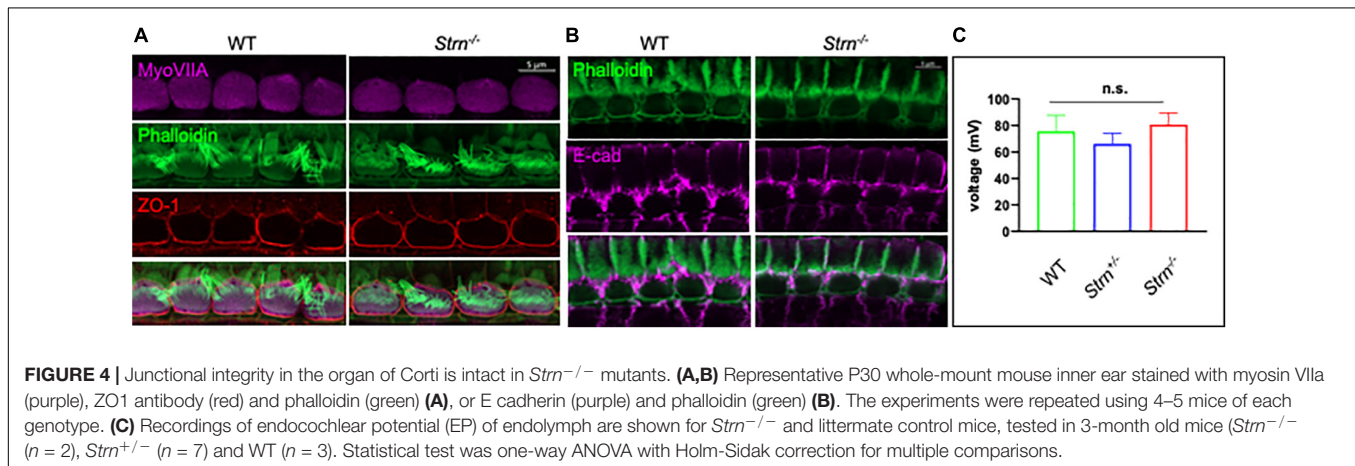 A
WT
Strn-/-
MyoVIIA
5 µm
Phalloidin
ZO-1
B
WT
Strn-/-
Phalloidin
5 µm
E-cad
C
n.s.
100
80
60
40
20
0
voltage (mV)
WT
Strn+/-
Strn-/-
FIGURE 4 | Junctional integrity in the organ of Corti is intact in Strn−/− mutants. (A,B) Representative P30 whole-mount mouse inner ear stained with myosin VIIa
(purple), ZO1 antibody (red) and phalloidin (green) (A), or E cadherin (purple) and phalloidin (green) (B). The experiments were repeated using 4–5 mice of each
genotype. (C) Recordings of endocochlear potential (EP) of endolymph are shown for Strn−/− and littermate control mice, tested in 3-month old mice (Strn−/−
(n = 2), Strn+/− (n = 7) and WT (n = 3). Statistical test was one-way ANOVA with Holm-Sidak correction for multiple comparisons.